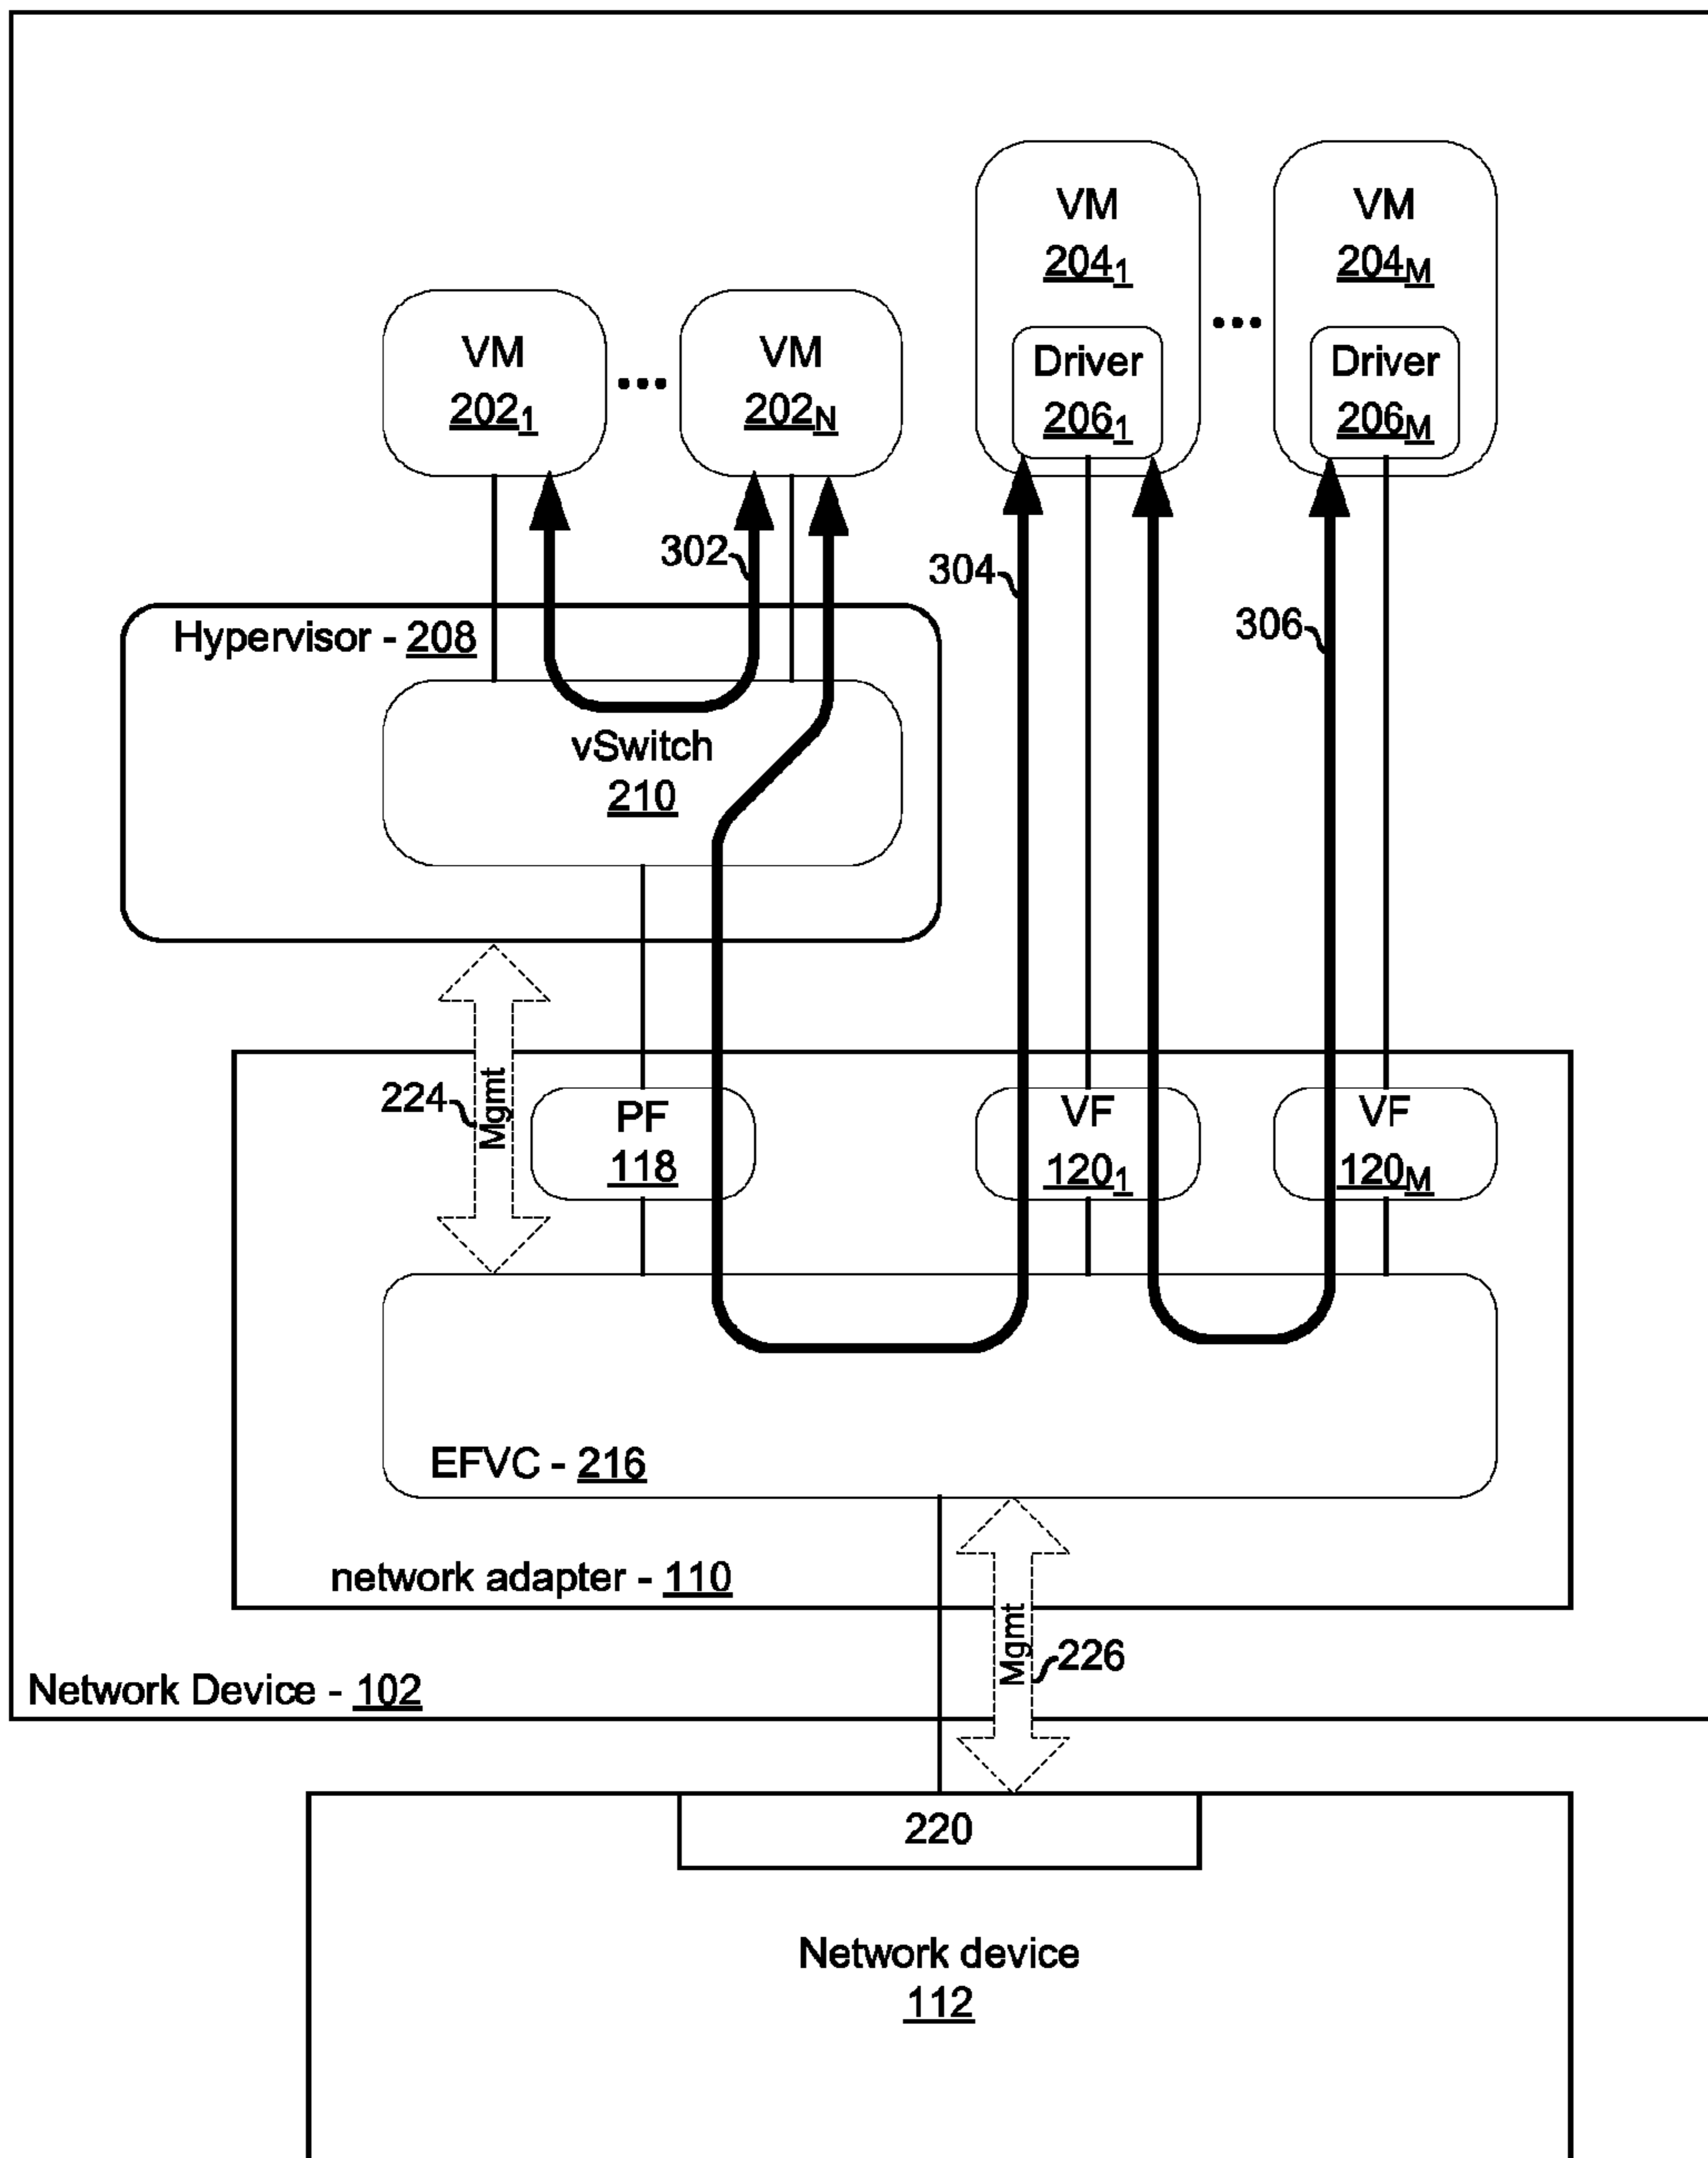 VM
204₁
VM
204M
VM
202₁
...
VM
202N
...
Driver
206₁
Driver
206M
302
304
306
Hypervisor - 208
vSwitch
210
224
Mgmt
PF
118
VF
120₁
VF
120M
EFVC - 216
network adapter - 110
Mgmt
226
Network Device - 102
220
Network device
112